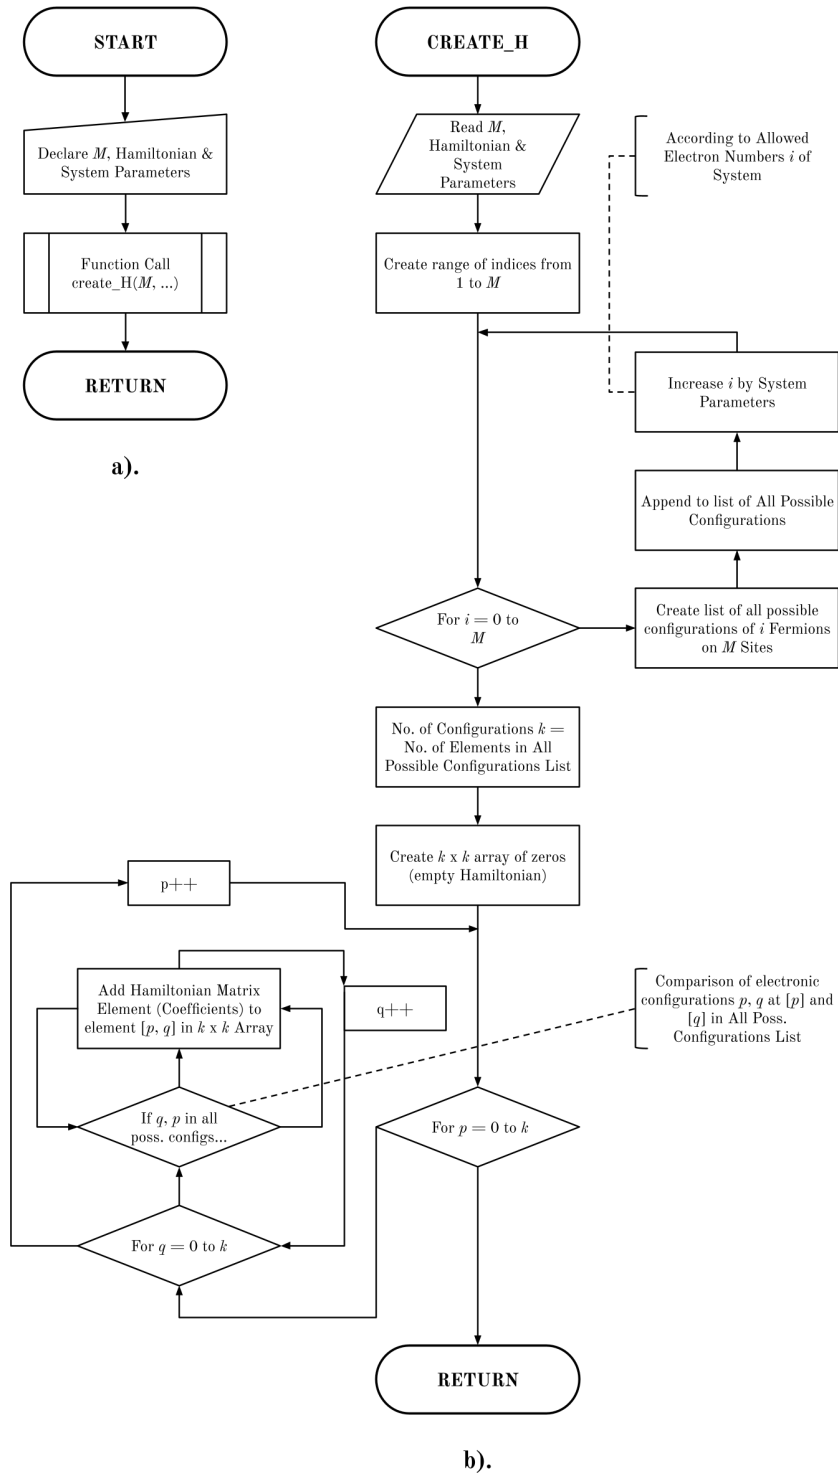 START
Declare M, Hamiltonian &
System Parameters
Function Call
create_H(M, ...)
RETURN
a).
CREATE_H
Read M,
Hamiltonian &
System
Parameters
According to Allowed
Electron Numbers i of
System
Create range of indices from
1 to M
Increase i by System
Parameters
Append to list of All Possible
Configurations
Create list of all possible
configurations of i Fermions
on M Sites
For i = 0 to
M
No. of Configurations k =
No. of Elements in All
Possible Configurations List
Create k x k array of zeros
(empty Hamiltonian)
p++
Add Hamiltonian Matrix
Element (Coefficients) to
element [p, q] in k x k Array
q++
Comparison of electronic
configurations p, q at [p] and
[q] in All Poss.
Configurations List
If q, p in all
poss. configs...
For p = 0 to k
For q = 0 to k
RETURN
b).